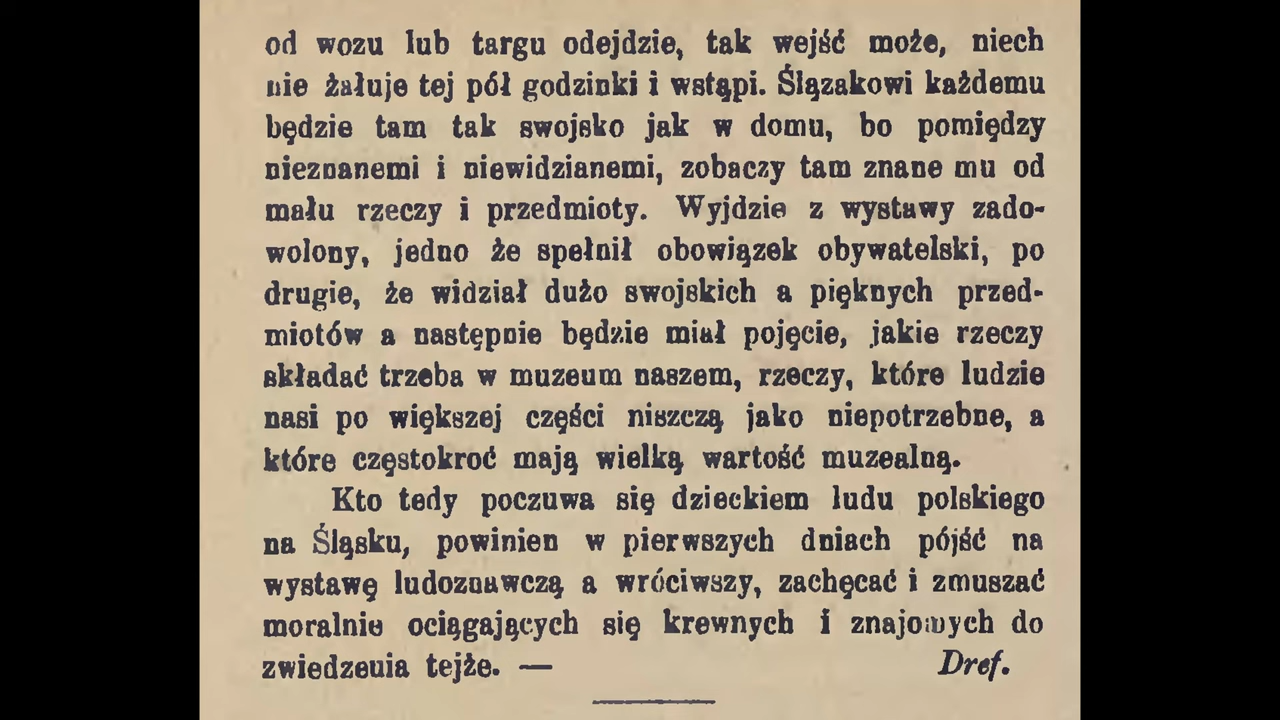 od wozu lub targu odejdzie, tak wejść może, niech
nie żałuje tej pół godzinki i wstąpi. Ślązakowi każdemu
będzie tam tak swojsko jak w domu, bo pomiędzy
nieznanemi i niewidzianemi, zobaczy tam znane mu od
mału rzeczy i przedmioty. Wyjdzie z wystawy zado-
wolony, jedno że spełnił obowiązek obywatelski, po
drugie, że widział dużo swojskich a pięknych przed-
miotów a następnie będzie miał pojęcie, jakie rzeczy
składać trzeba w muzeum naszem, rzeczy, które ludzie
nasi po większej części niszczą jako niepotrzebne, a
które częstokroć mają wielką wartość muzealną.
Kto tedy poczuwa się dzieckiem ludu polskiego
na Śląsku, powinien w pierwszych dniach pójść na
wystawę ludoznawczą a wróciwszy, zachęcać i zmuszać
moralnie ociągających się krewnych i znajomych do
zwiedzenia tejże. — Dref.